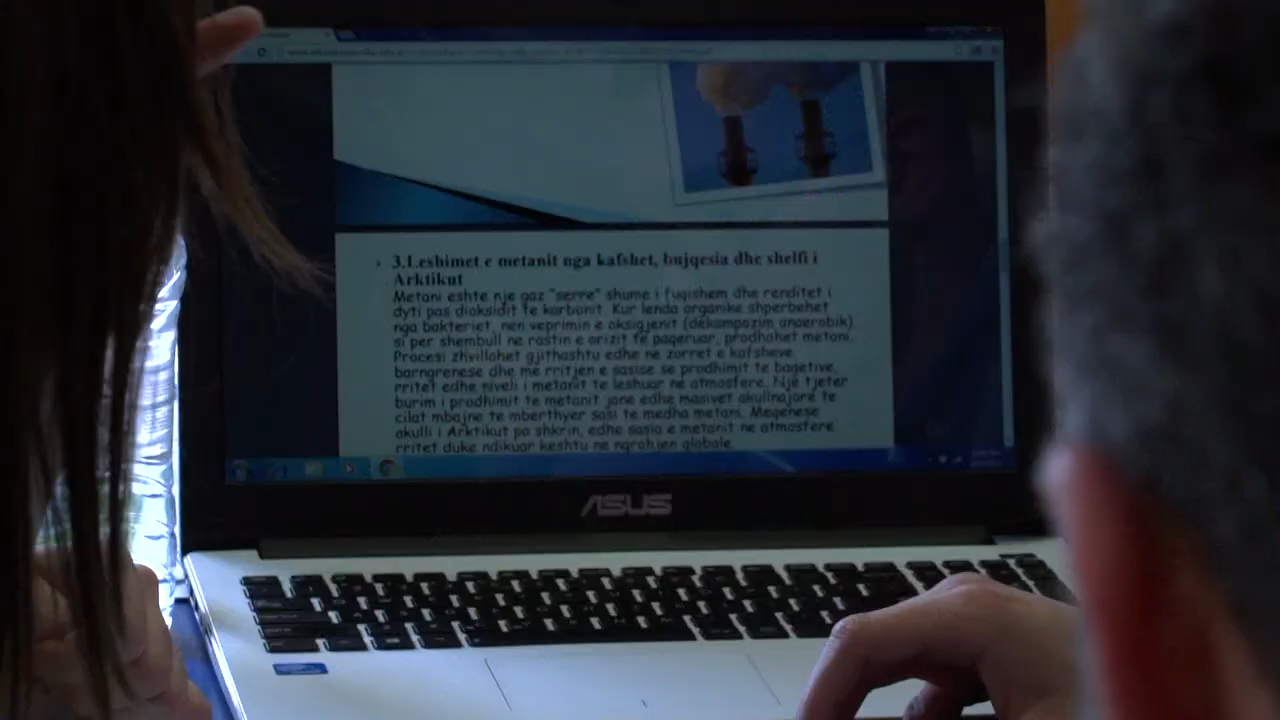 3.Leshimet e metanit nga kafshet, bujqesia dhe shelfi i
Arktikut
Metani eshte nje gaz "serre" shume i fuqishem dhe renditet i
dyti pas dioksidit te karbonit. Kur lenda organike shperbehet
nga bakteriet, nen veprimin e oksigjenit (dekompozim anaerobik),
si per shembull ne rastin e orizit te paqeruar, prodhohet metani.
Procesi zhvillohet gjithashtu edhe ne zorret e kafsheve
barngrenese dhe me rritjen e sasise se prodhimit te bagetive,
rritet edhe niveli i metanit te leshuar ne atmosfere. Një tjeter
burim i prodhimit te metanit jane edhe masivet akullnajore te
cilat mbajne te mberthyer sasi te medha metani. Meqenese
akulli i Arktikut po shkrin, edhe sasia e metanit ne atmosfere
rritet duke ndikuar keshtu ne ngrohjen globale.
ASUS